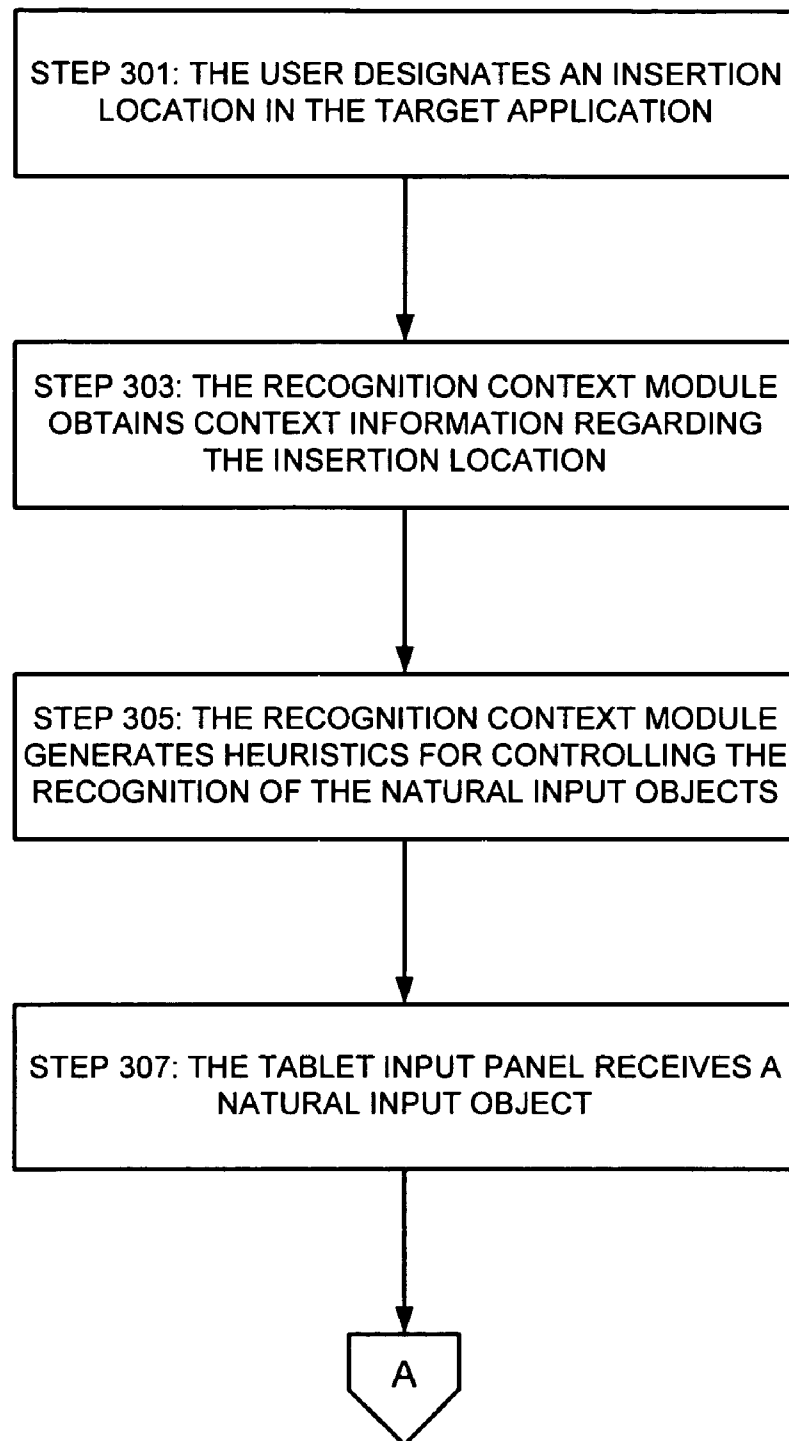 STEP 301: THE USER DESIGNATES AN INSERTION
LOCATION IN THE TARGET APPLICATION
STEP 303: THE RECOGNITION CONTEXT MODULE
OBTAINS CONTEXT INFORMATION REGARDING
THE INSERTION LOCATION
STEP 305: THE RECOGNITION CONTEXT MODULE
GENERATES HEURISTICS FOR CONTROLLING THE
RECOGNITION OF THE NATURAL INPUT OBJECTS
STEP 307: THE TABLET INPUT PANEL RECEIVES A
NATURAL INPUT OBJECT
A